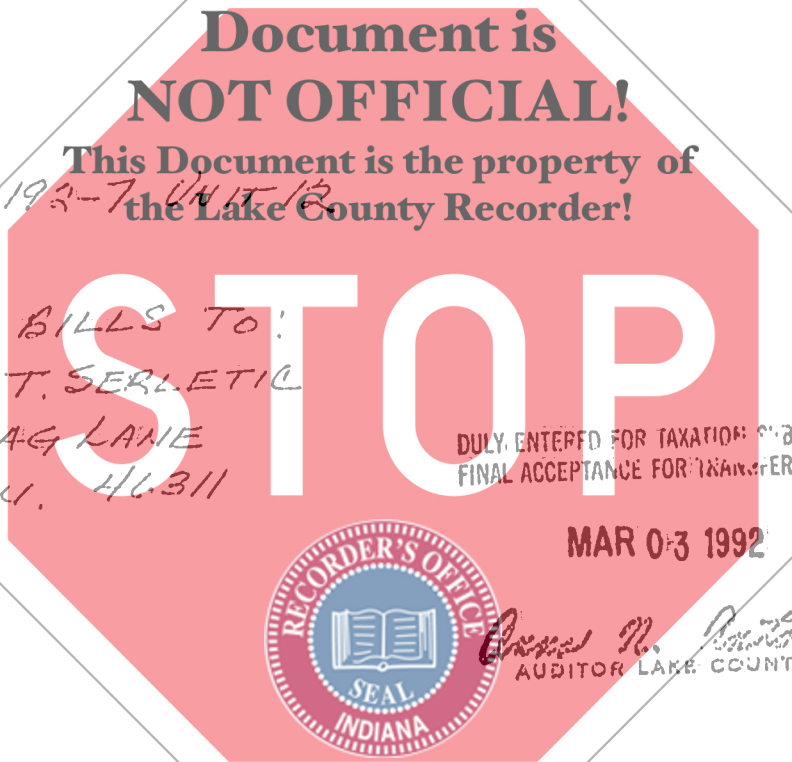 Document is
NOT OFFICIAL!
This Document is the property of
the Lake County Recorder!
UNIT 12
BILLS TO:
T. SERLETIC
LANE
46311
STOP
DULY ENTERED FOR TAXATION
FINAL ACCEPTANCE FOR TRANSFER
MAR 03 1992
AUDITOR LAKE COUNT
RECORDER'S OFFICE
SEAL
INDIANA